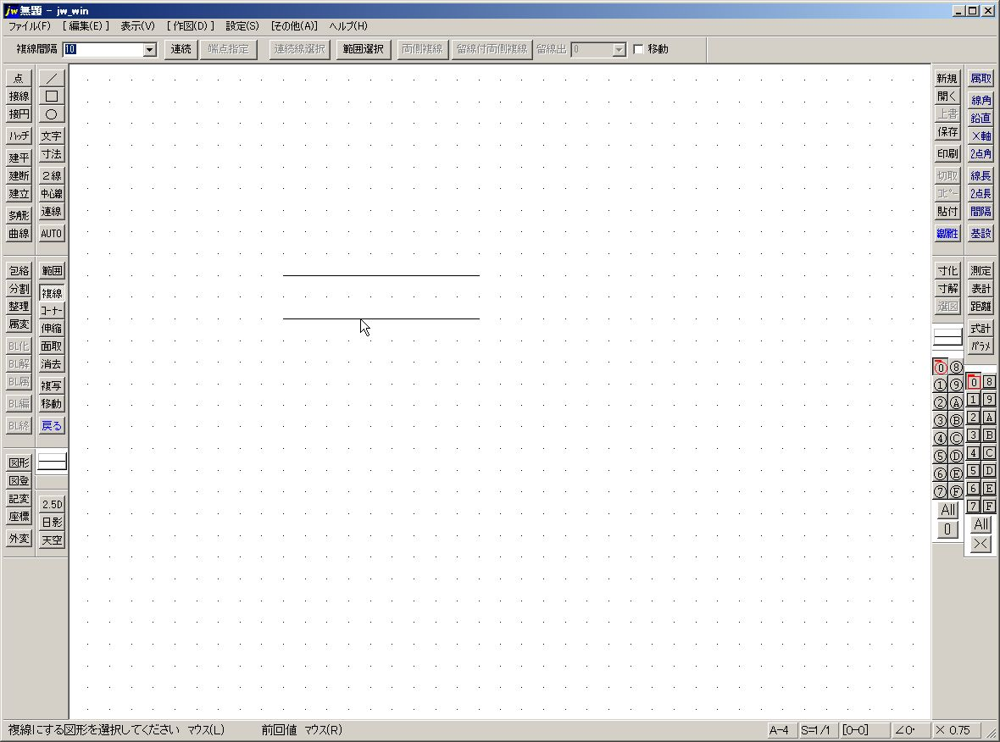 jw 無題 - jw_win
ファイル(F) [編集(E)] 表示(V) [作図(D)] 設定(S) [その他(A)] ヘルプ(H)
複線間隔 10 連続 端点指定 連続線選択 範囲選択 両側複線 留線付両側複線 留線出 0 移動
点
接線
接円
ハッチ
建平
建断
建立
多角形
曲線
包絡
分割
整理
属変
BL化
BL解
BL属
BL編
BL終
図形
図登
記変
座標
外変
文字
寸法
2線
中心線
連線
AUTO
範囲
複線
コーナー
伸縮
面取
消去
複写
移動
戻る
2.5D
日影
天空
新規
開く
上書
保存
印刷
切取
コピー
貼付
線属性
寸化
寸解
選図
0 8
1 9
2 A
3 B
4 C
5 D
6 E
7 F
All
0
属取
線角
鉛直
X軸
2点角
線長
2点長
間隔
基設
測定
表計
距離
式計
パラメ
0 8
1 9
2 A
3 B
4 C
5 D
6 E
7 F
All
×
複線にする図形を選択してください マウス(L) 前回値 マウス(R) A-4 S=1/1 [0-0] ∠0° × 0.75